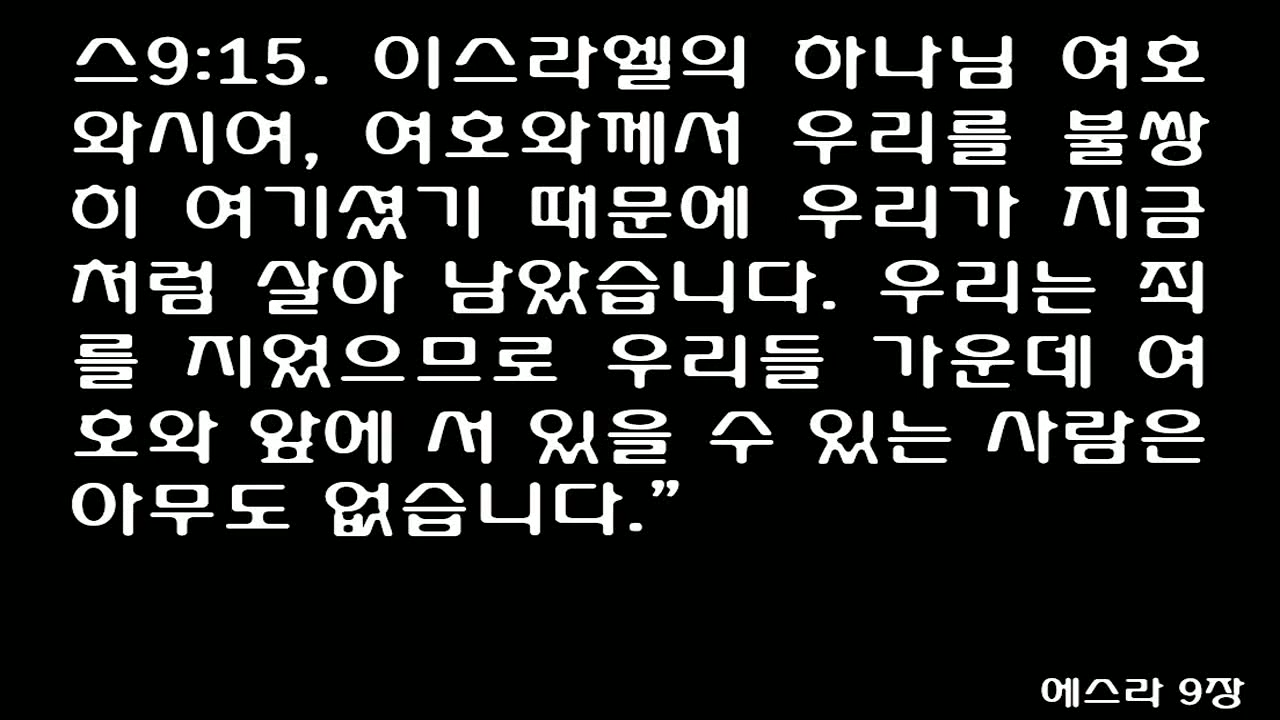 스9:15. 이스라엘의 하나님 여호
와시여, 여호와께서 우리를 불쌍
히 여기셨기 때문에 우리가 지금
처럼 살아 남았습니다. 우리는 죄
를 지었으므로 우리들 가운데 여
호와 앞에 서 있을 수 있는 사람은
아무도 없습니다.”
에스라 9장